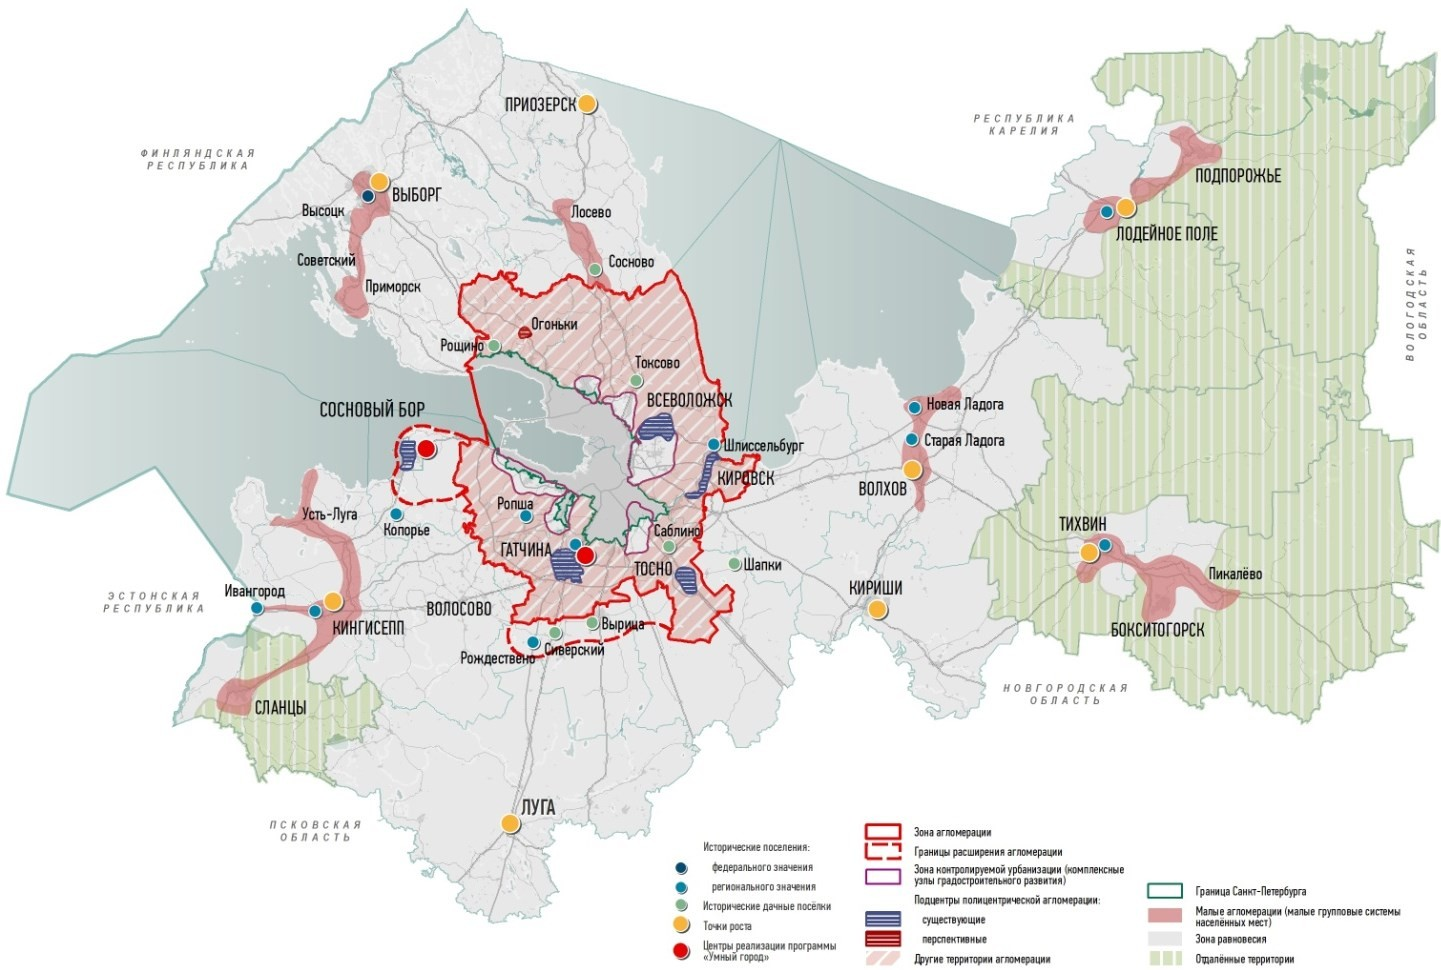 ПРИОЗЕРСК
РЕСПУБЛИКА
КАРЕЛИЯ
ФИНЛЯНДСКАЯ
РЕСПУБЛИКА
ПОДПОРОЖЬЕ
ВЫБОРГ
Высоцк
Лосево
ЛОДЕЙНОЕ ПОЛЕ
Советский
Сосново
Приморск
ВОЛОГОДСКАЯ
ОБЛАСТЬ
Огоньки
Рощино
Токсово
ВСЕВОЛОЖСК
СОСНОВЫЙ БОР
Новая Ладога
Шлиссельбург
Старая Ладога
КИРОВСК
ВОЛХОВ
Ропша
Усть-Луга
Копорье
Саблино
ТИХВИН
ГАТЧИНА
ТОСНО
Шапки
Пикалёво
Ивангород
КИРИШИ
ЭСТОНСКАЯ
РЕСПУБЛИКА
ВОЛОСОВО
КИНГИСЕПП
Вырица
БОКСИТОГОРСК
Сиверский
Рождествено
НОВГОРОДСКАЯ
ОБЛАСТЬ
СЛАНЦЫ
ЛУГА
ПСКОВСКАЯ
ОБЛАСТЬ
Исторические поселения:
федерального значения
регионального значения
Исторические дачные посёлки
Точки роста
Центры реализации программы
«Умный город»
Зона агломерации
Границы расширения агломерации
Зона контролируемой урбанизации (комплексные
узлы градостроительного развития)
Подцентры полицентрической агломерации:
существующие
перспективные
Другие территории агломерации
Граница Санкт-Петербурга
Малые агломерации (малые групповые системы
населённых мест)
Зона равновесия
Отдалённые территории